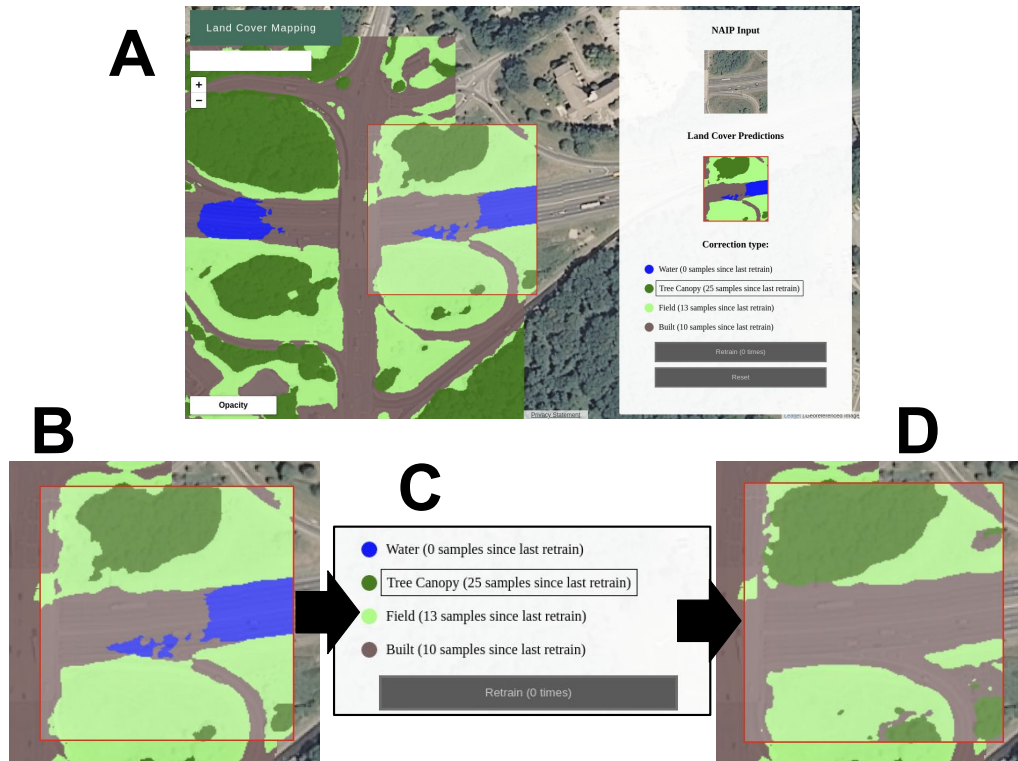 A
Land Cover Mapping
+
−
NAIP Input
Land Cover Predictions
Correction type:
Water (0 samples since last retrain)
Tree Canopy (25 samples since last retrain)
Field (13 samples since last retrain)
Built (10 samples since last retrain)
Retrain (0 times)
Reset
Opacity
Privacy Statement
Leaflet | Georeferenced Image
B
C
D
Water (0 samples since last retrain)
Tree Canopy (25 samples since last retrain)
Field (13 samples since last retrain)
Built (10 samples since last retrain)
Retrain (0 times)